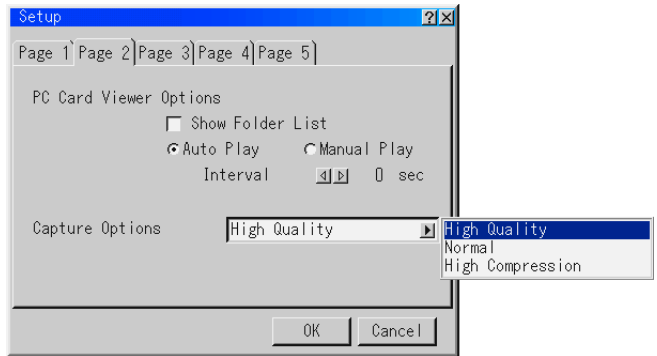 Setup ? X
Page 1 Page 2 Page 3 Page 4 Page 5
PC Card Viewer Options
Show Folder List
Auto Play Manual Play
Interval 0 sec
Capture Options High Quality High Quality
Normal
High Compression
OK Cancel